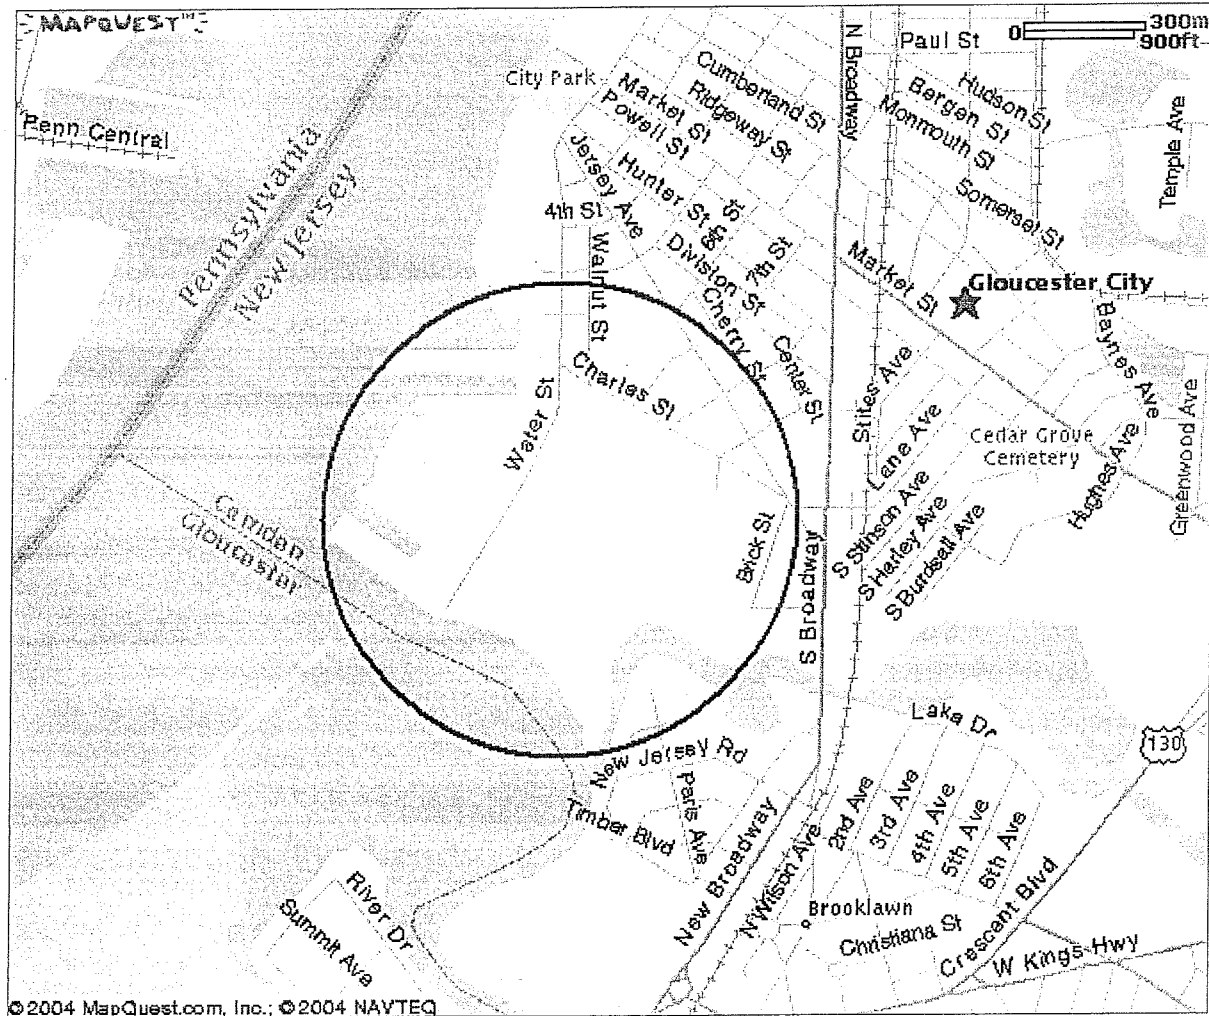 MAPQUEST™
300m
0
900ft
N Broadway
Paul St
City Park
Cumberland St
Ridgeway St
Market St
Powell St
Hudson St
Bergen St
Monmouth St
Temple Ave
Penn Central
Pennsylvania
New Jersey
Jersey Ave
Hunter St
6th St
4th St
Somerset St
Walnut St
Division St
7th St
Market St
Gloucester City
Cherry St
Center St
Baynes Ave
Charles St
Stites Ave
Water St
Lane Ave
Cedar Grove
Cemetery
Hughes Ave
Greenwood Ave
Camden
Gloucester
Brick St
S Stinson Ave
S Harley Ave
S Burdsall Ave
S Broadway
Lake Dr
130
New Jersey Rd
Paris Ave
Timber Blvd
New Broadway
N Wilson Ave
2nd Ave
3rd Ave
4th Ave
5th Ave
6th Ave
River Dr
Summit Ave
Brooklawn
Christiana St
Crescent Blvd
W Kings Hwy
©2004 MapQuest.com, Inc.; ©2004 NAVTEQ